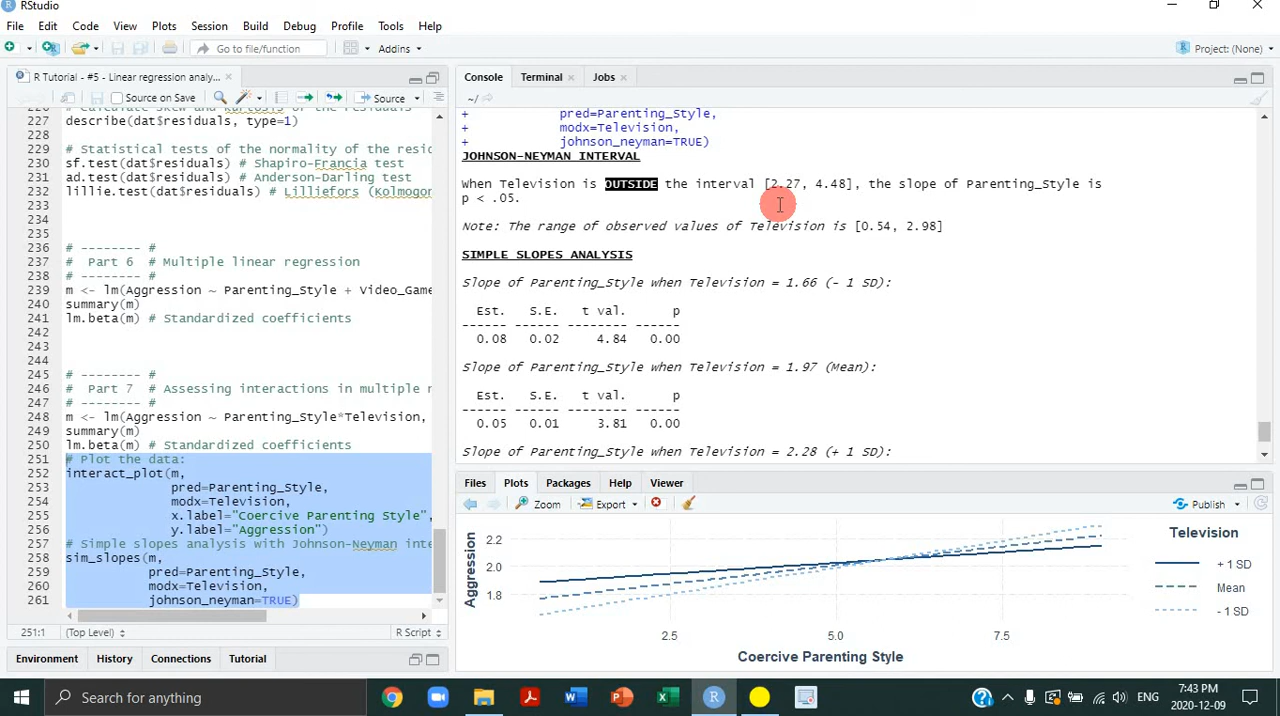 RStudio
File Edit Code View Plots Session Build Debug Profile Tools Help
Go to file/function
Addins
Project: (None)
R Tutorial - #5 - Linear regression analy...
Source on Save
Source
227 describe(dat$residuals, type=1)
228
229 # Statistical tests of the normality of the resid
230 sf.test(dat$residuals) # Shapiro-Francia test
231 ad.test(dat$residuals) # Anderson-Darling test
232 lillie.test(dat$residuals) # Lilliefors (Kolmogor
233
234
235
236 # -------- #
237 # Part 6 # Multiple linear regression
238 # -------- #
239 m <- lm(Aggression ~ Parenting_Style + Video_Game
240 summary(m)
241 lm.beta(m) # Standardized coefficients
242
243
244
245 # -------- #
246 # Part 7 # Assessing interactions in multiple r
247 # -------- #
248 m <- lm(Aggression ~ Parenting_Style*Television,
249 summary(m)
250 lm.beta(m) # Standardized coefficients
251 # Plot the data:
252 interact_plot(m,
253 pred=Parenting_Style,
254 modx=Television,
255 x.label="Coercive Parenting Style",
256 y.label="Aggression")
257 # Simple slopes analysis with Johnson-Neyman inte
258 sim_slopes(m,
259 pred=Parenting_Style,
260 modx=Television,
261 johnson_neyman=TRUE)
251:1 (Top Level) R Script
Environment History Connections Tutorial
Console Terminal Jobs
~/
+ pred=Parenting_Style,
+ modx=Television,
+ johnson_neyman=TRUE)
JOHNSON-NEYMAN INTERVAL
When Television is OUTSIDE the interval [2.27, 4.48], the slope of Parenting_Style is
p < .05.
Note: The range of observed values of Television is [0.54, 2.98]
SIMPLE SLOPES ANALYSIS
Slope of Parenting_Style when Television = 1.66 (- 1 SD):
Est. S.E. t val. p
------ ------ -------- ------
0.08 0.02 4.84 0.00
Slope of Parenting_Style when Television = 1.97 (Mean):
Est. S.E. t val. p
------ ------ -------- ------
0.05 0.01 3.81 0.00
Slope of Parenting_Style when Television = 2.28 (+ 1 SD):
Files Plots Packages Help Viewer
Zoom Export Publish
Aggression
2.2
2.0
1.8
2.5 5.0 7.5
Coercive Parenting Style
Television
+ 1 SD
Mean
- 1 SD
Search for anything
ENG
7:43 PM
2020-12-09